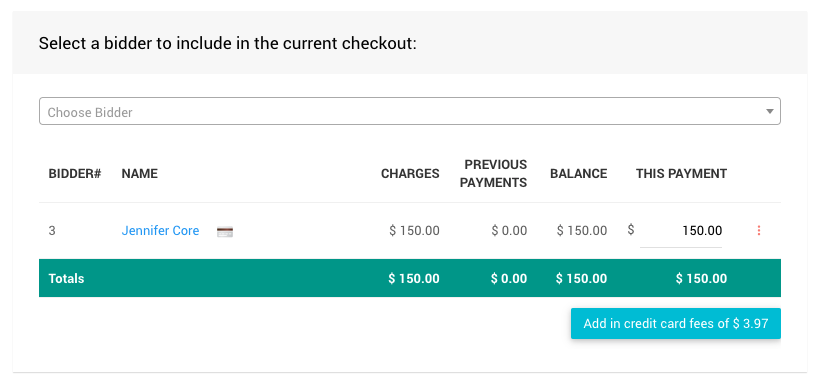 Select a bidder to include in the current checkout:
Choose Bidder
BIDDER# NAME CHARGES PREVIOUS PAYMENTS BALANCE THIS PAYMENT
3 Jennifer Core $ 150.00 $ 0.00 $ 150.00 $ 150.00
Totals $ 150.00 $ 0.00 $ 150.00 $ 150.00
Add in credit card fees of $ 3.97